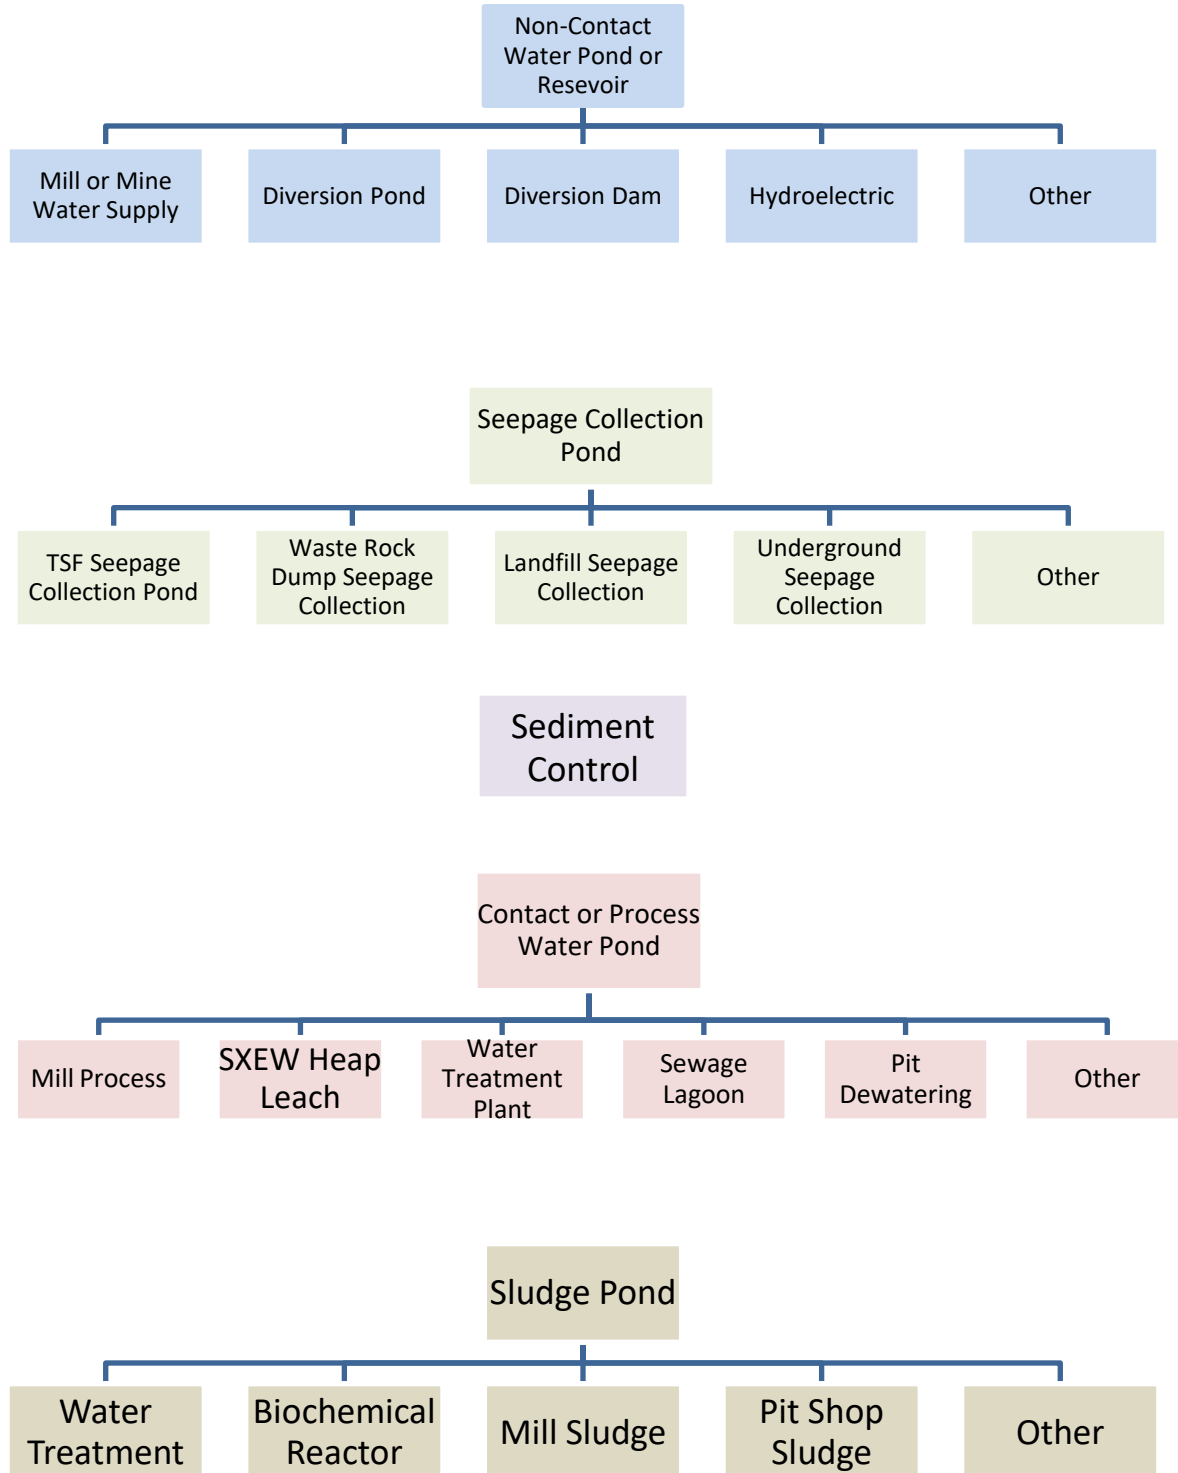 Non-Contact
Water Pond or
Resevoir
Mill or Mine
Water Supply
Diversion Pond
Diversion Dam
Hydroelectric
Other
Seepage Collection
Pond
TSF Seepage
Collection Pond
Waste Rock
Dump Seepage
Collection
Landfill Seepage
Collection
Underground
Seepage
Collection
Other
Sediment
Control
Contact or Process
Water Pond
Mill Process
SXEW Heap
Leach
Water
Treatment
Plant
Sewage
Lagoon
Pit
Dewatering
Other
Sludge Pond
Water
Treatment
Biochemical
Reactor
Mill Sludge
Pit Shop
Sludge
Other